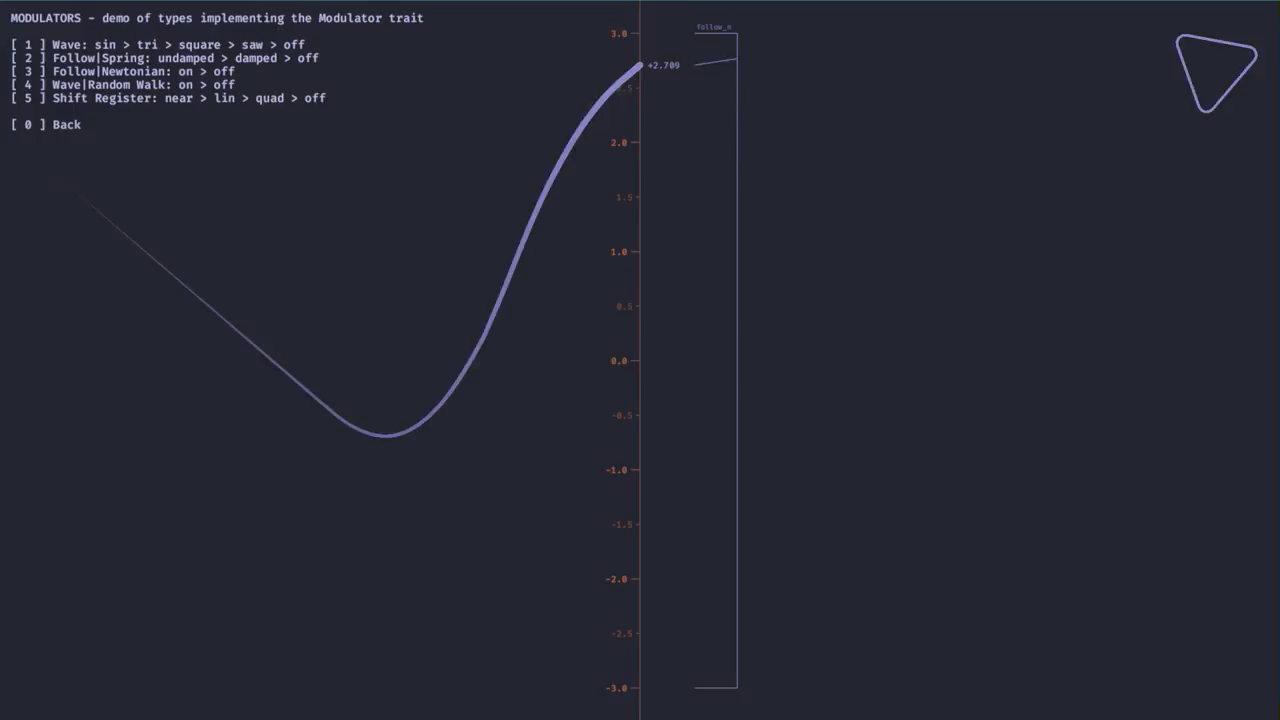 MODULATORS - demo of types implementing the Modulator trait
[ 1 ] Wave: sin > tri > square > saw > off
[ 2 ] Follow|Spring: undamped > damped > off
[ 3 ] Follow|Newtonian: on > off
[ 4 ] Wave|Random Walk: on > off
[ 5 ] Shift Register: near > lin > quad > off
[ 0 ] Back
follow_n
3.0
+2.709
2.0
1.5
1.0
0.5
0.0
-0.5
-1.0
-1.5
-2.0
-2.5
-3.0